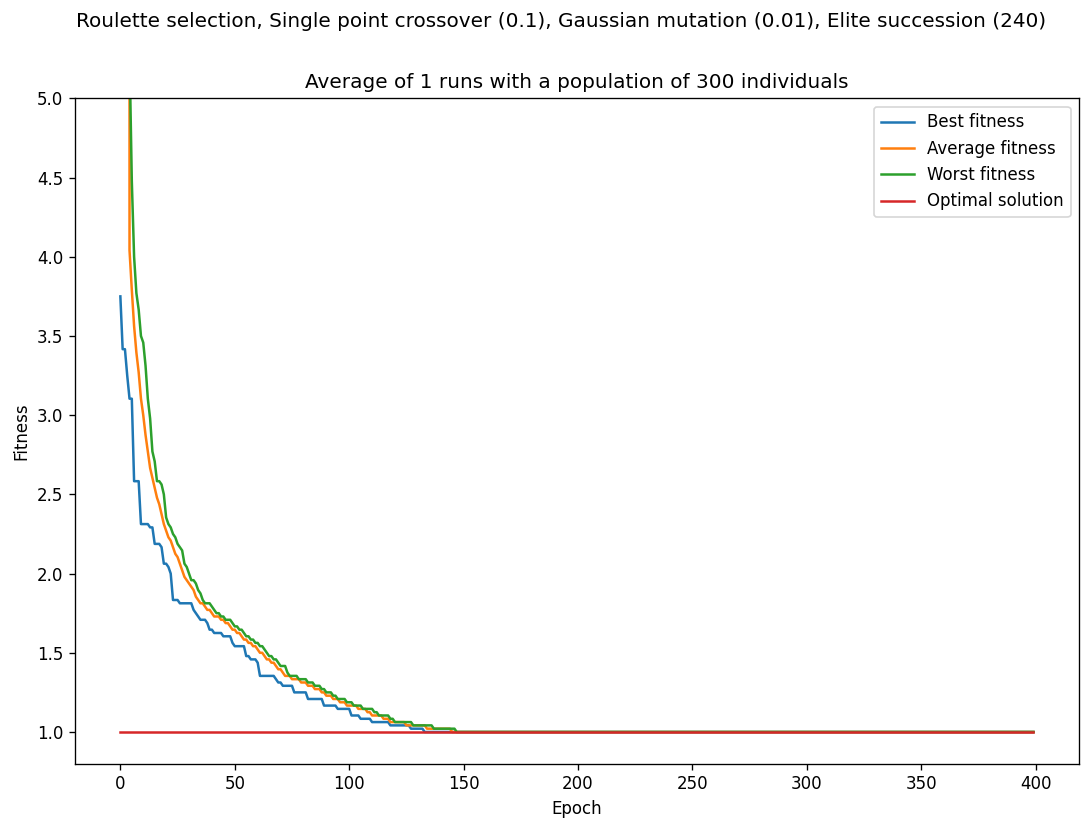 Roulette selection, Single point crossover (0.1), Gaussian mutation (0.01), Elite succession (240)
Average of 1 runs with a population of 300 individuals
5.0
4.5
4.0
3.5
3.0
2.5
2.0
1.5
1.0
Fitness
Best fitness
Average fitness
Worst fitness
Optimal solution
0 50 100 150 200 250 300 350 400
Epoch